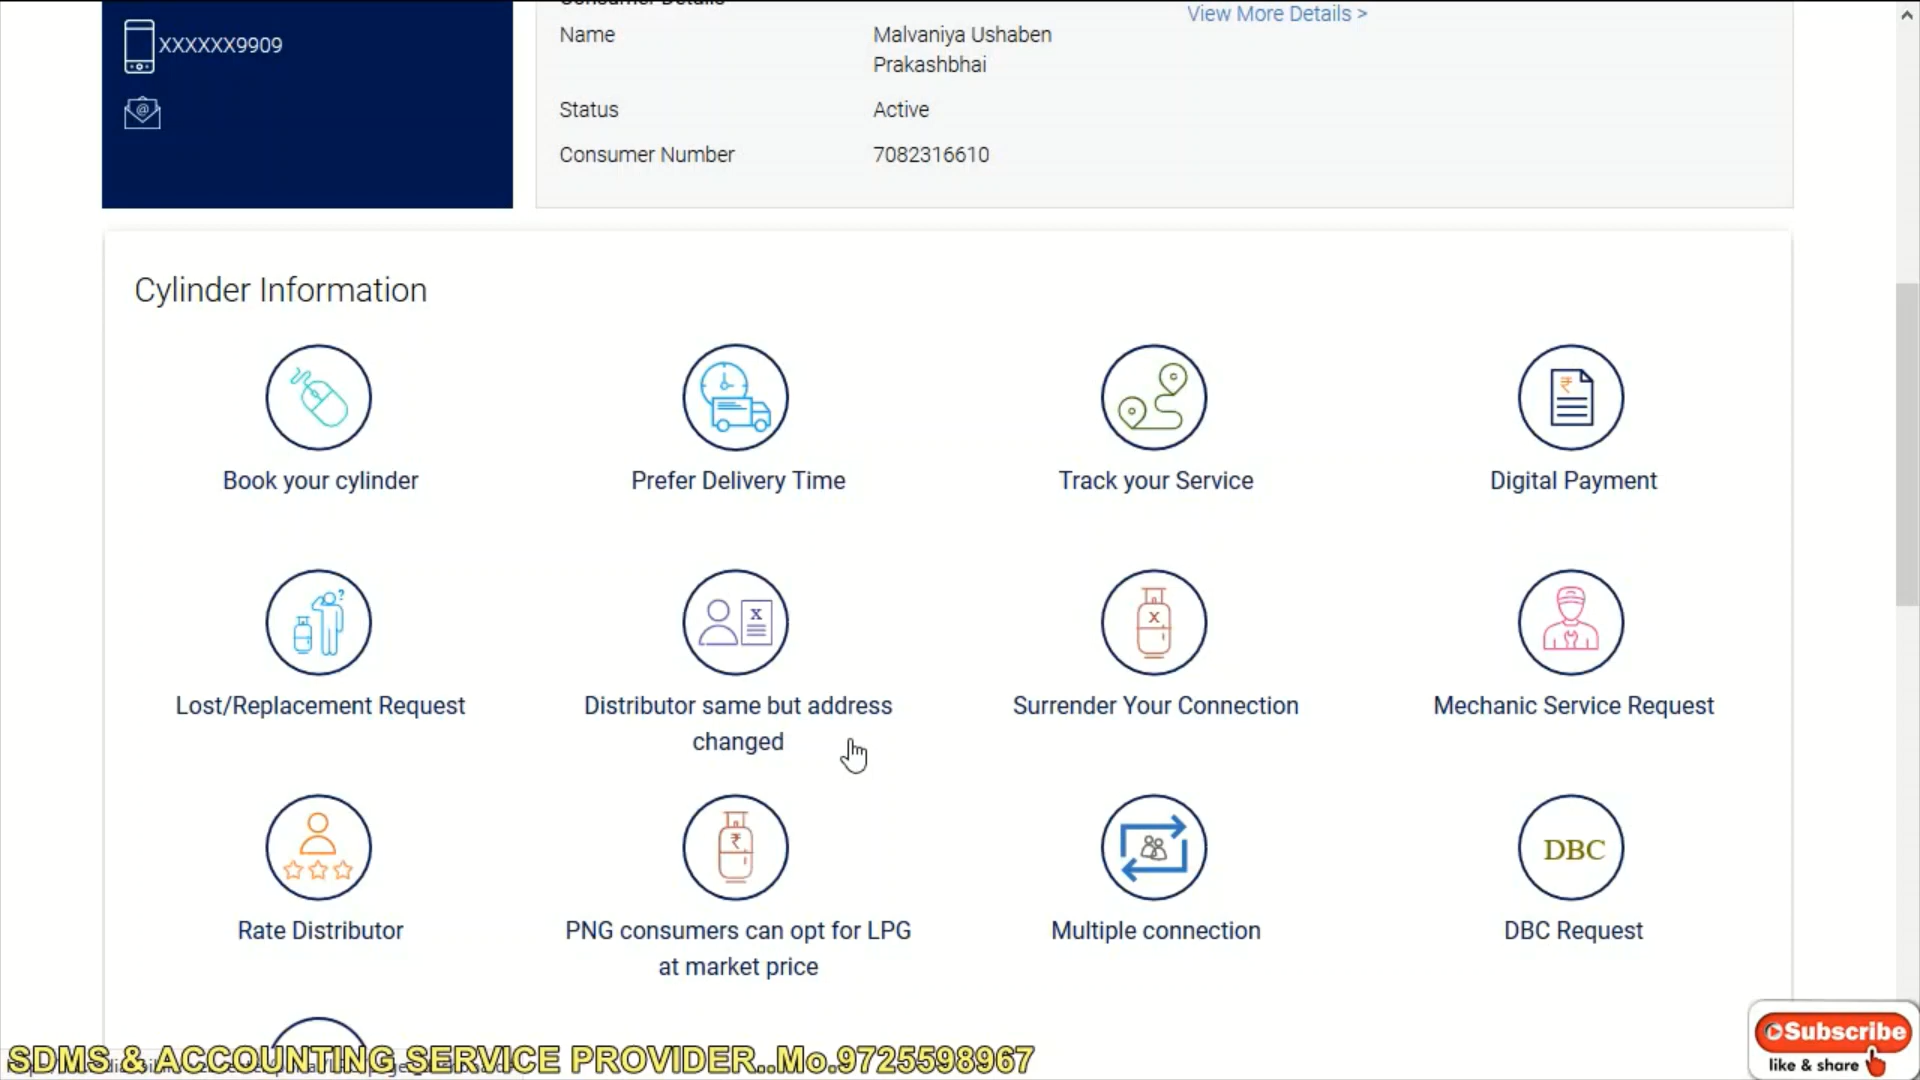 Consumer Details
View More Details >
XXXXXX9909
Name
Malvaniya Ushaben
Prakashbhai
Status
Active
Consumer Number
7082316610
Cylinder Information
Book your cylinder
Prefer Delivery Time
Track your Service
Digital Payment
Lost/Replacement Request
Distributor same but address
changed
Surrender Your Connection
Mechanic Service Request
DBC
Rate Distributor
PNG consumers can opt for LPG
at market price
Multiple connection
DBC Request
SDMS & ACCOUNTING SERVICE PROVIDER..Mo.9725598967
Subscribe
like & share